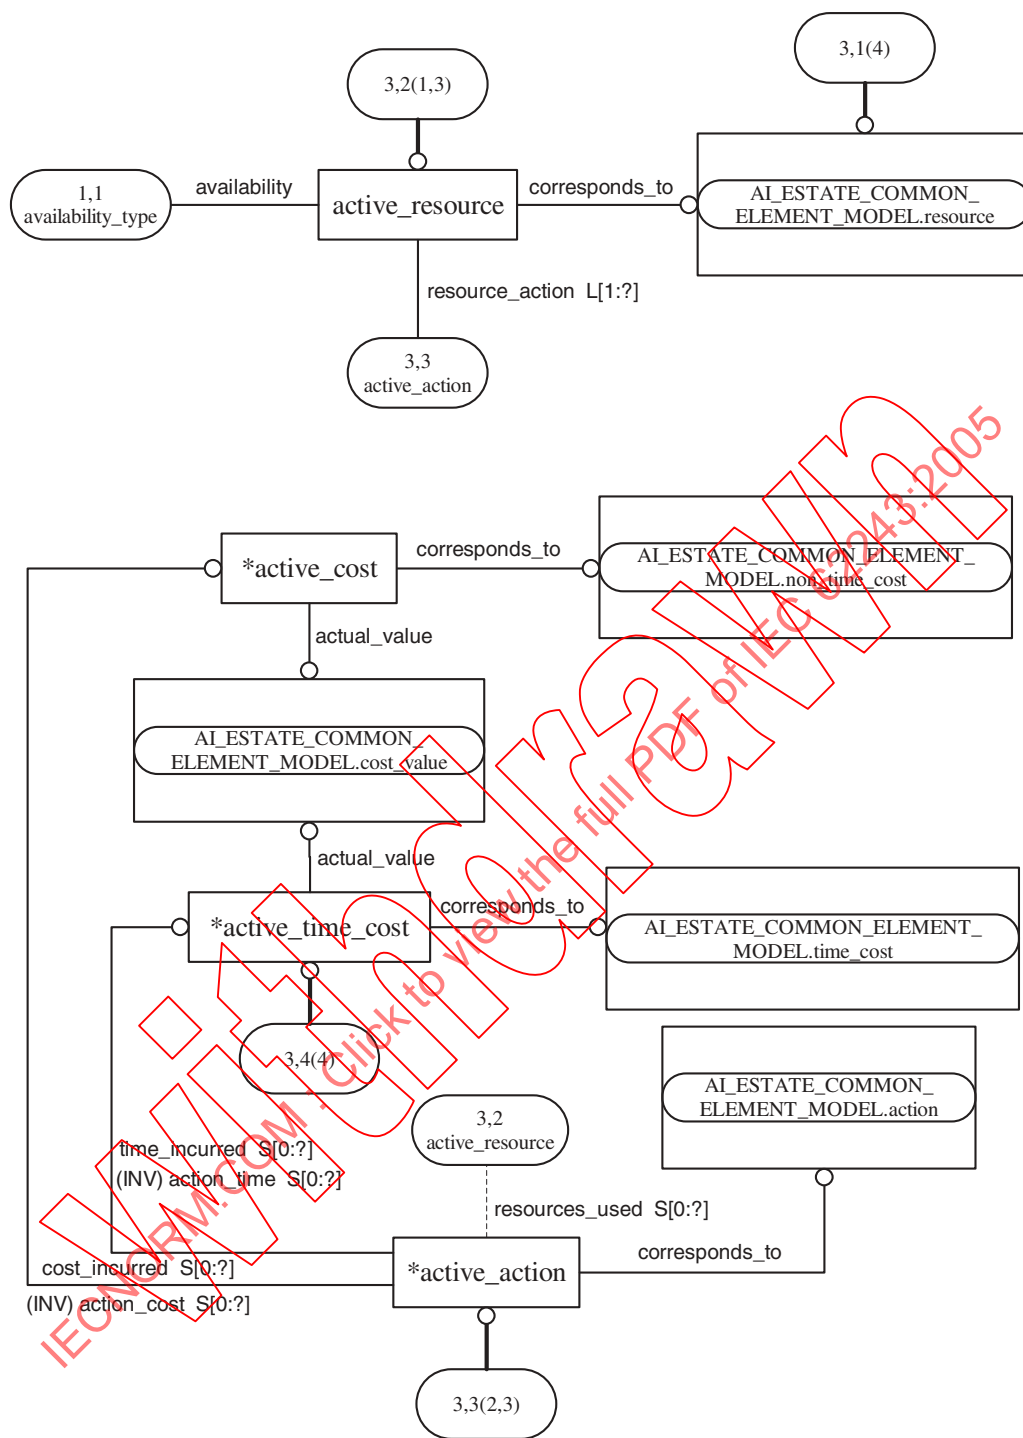 3,1(4)
3,2(1,3)
1,1
availability_type
availability
active_resource
corresponds_to
AI_ESTATE_COMMON_
ELEMENT_MODEL.resource
resource_action L[1:?]
3,3
active_action
*active_cost
corresponds_to
AI_ESTATE_COMMON_ELEMENT_
MODEL.non_time_cost
actual_value
AI_ESTATE_COMMON_
ELEMENT_MODEL.cost_value
actual_value
*active_time_cost
corresponds_to
AI_ESTATE_COMMON_ELEMENT_
MODEL.time_cost
3,4(4)
AI_ESTATE_COMMON_
ELEMENT_MODEL.action
3,2
active_resource
time_incurred S[0:?]
(INV) action_time S[0:?]
resources_used S[0:?]
corresponds_to
*active_action
cost_incurred S[0:?]
(INV) action_cost S[0:?]
3,3(2,3)
Withdrawn
IECNORM.COM : Click to view the full PDF of IEC 62243:2005